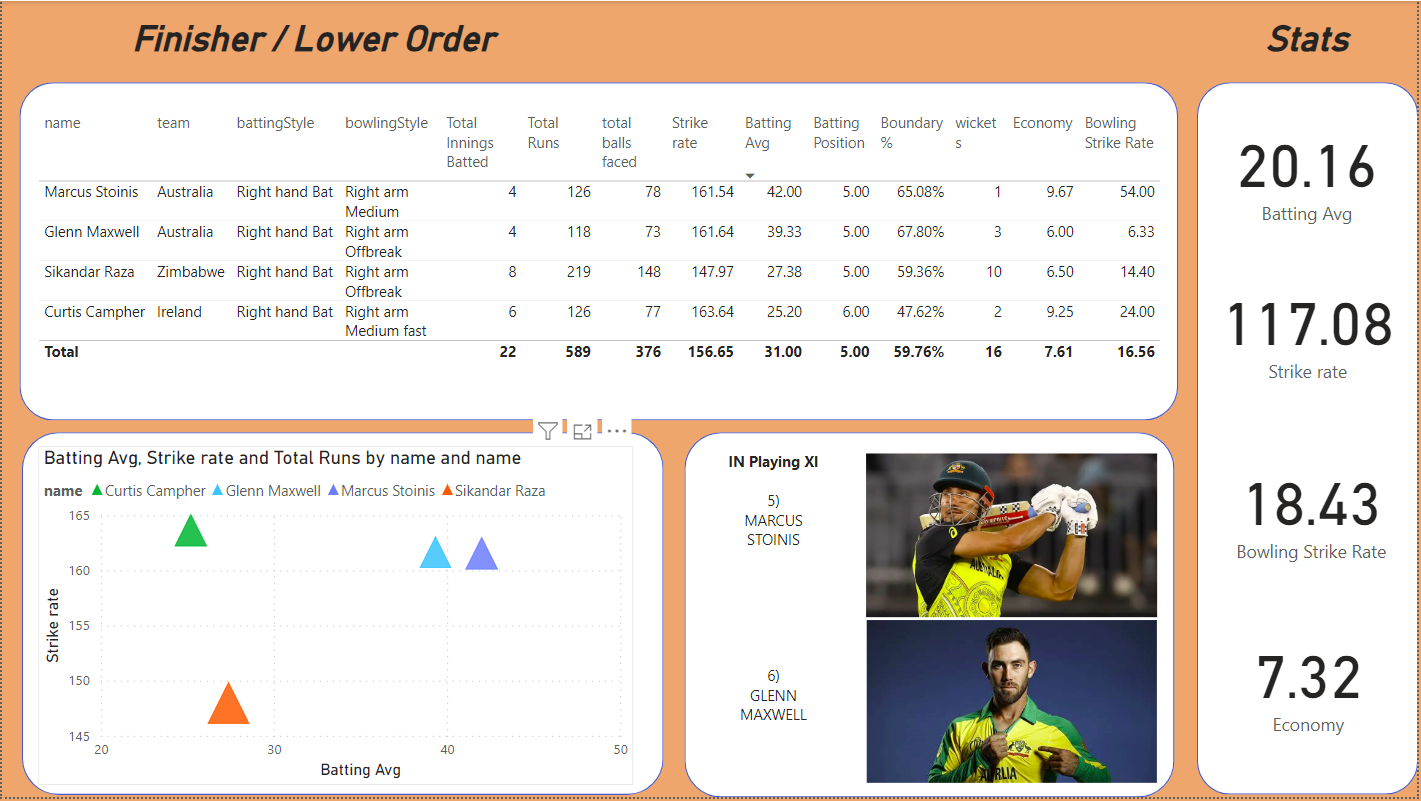 Finisher / Lower Order
Stats
name team battingStyle bowlingStyle Total Innings Batted Total Runs total balls faced Strike rate Batting Avg Batting Position Boundary % wickets Economy Bowling Strike Rate
Marcus Stoinis Australia Right hand Bat Right arm Medium 4 126 78 161.54 42.00 5.00 65.08% 1 9.67 54.00
Glenn Maxwell Australia Right hand Bat Right arm Offbreak 4 118 73 161.64 39.33 5.00 67.80% 3 6.00 6.33
Sikandar Raza Zimbabwe Right hand Bat Right arm Offbreak 8 219 148 147.97 27.38 5.00 59.36% 10 6.50 14.40
Curtis Campher Ireland Right hand Bat Right arm Medium fast 6 126 77 163.64 25.20 6.00 47.62% 2 9.25 24.00
Total 22 589 376 156.65 31.00 5.00 59.76% 16 7.61 16.56
20.16
Batting Avg
117.08
Strike rate
18.43
Bowling Strike Rate
7.32
Economy
Batting Avg, Strike rate and Total Runs by name and name
name Curtis Campher Glenn Maxwell Marcus Stoinis Sikandar Raza
165
160
155
150
145
Strike rate
20 30 40 50
Batting Avg
IN Playing XI
5)
MARCUS
STOINIS
6)
GLENN
MAXWELL